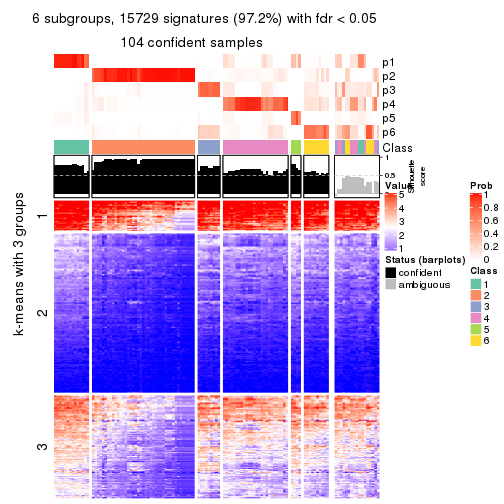 6 subgroups, 15729 signatures (97.2%) with fdr < 0.05
104 confident samples
p1
p2
p3
p4
p5
p6
Class
1
0.5
0
Silhouette
score
k-means with 3 groups
1
2
3
Value
5
4
3
2
1
Status (barplots)
confident
ambiguous
Prob
1
0.8
0.6
0.4
0.2
0
Class
1
2
3
4
5
6